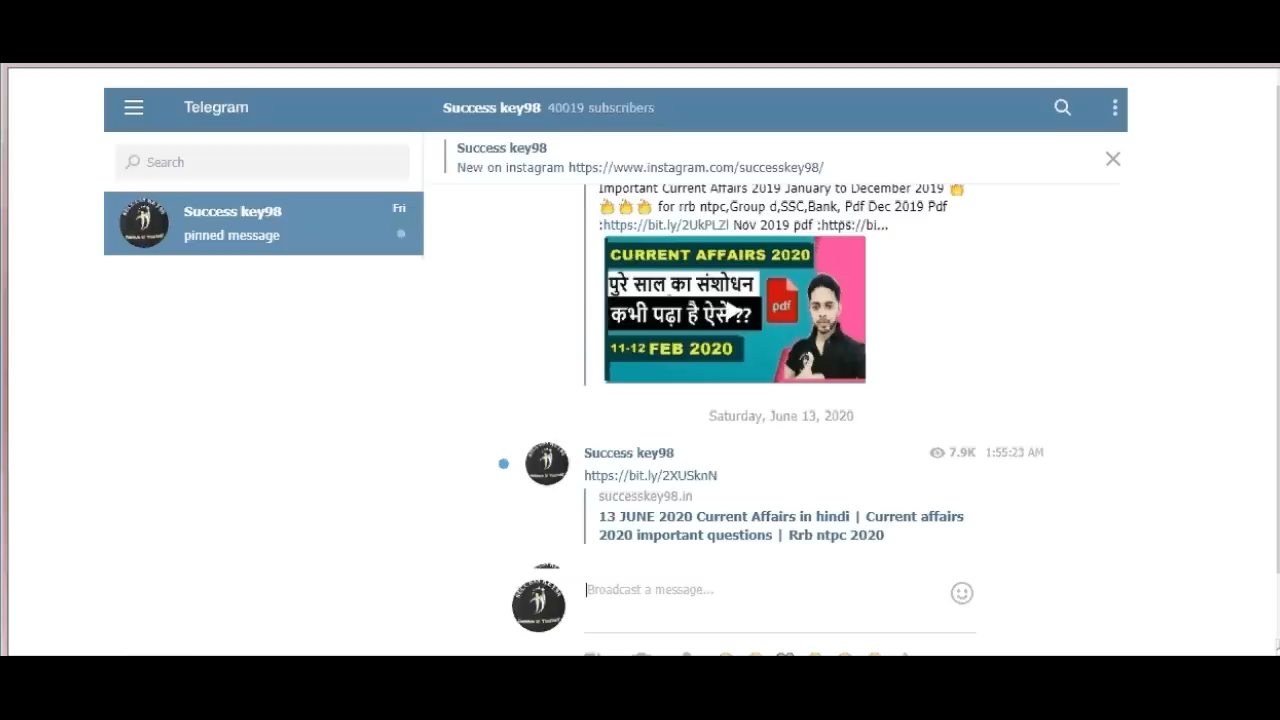 Telegram
Success key98 40019 subscribers
Search
Success key98
Fri
pinned message
Success key98
New on instagram https://www.instagram.com/successkey98/
Important Current Affairs 2019 January to December 2019 👏
👏👏👏 for rrb ntpc,Group d,SSC,Bank, Pdf Dec 2019 Pdf
:https://bit.ly/2UkPLZl Nov 2019 pdf :https://bi...
CURRENT AFFAIRS 2020
पुरे साल का संशोधन
कभी पढ़ा है ऐसे ??
pdf
11-12 FEB 2020
Saturday, June 13, 2020
Success key98
7.9K 1:55:23 AM
https://bit.ly/2XUSknN
successkey98.in
13 JUNE 2020 Current Affairs in hindi | Current affairs
2020 important questions | Rrb ntpc 2020
Broadcast a message...